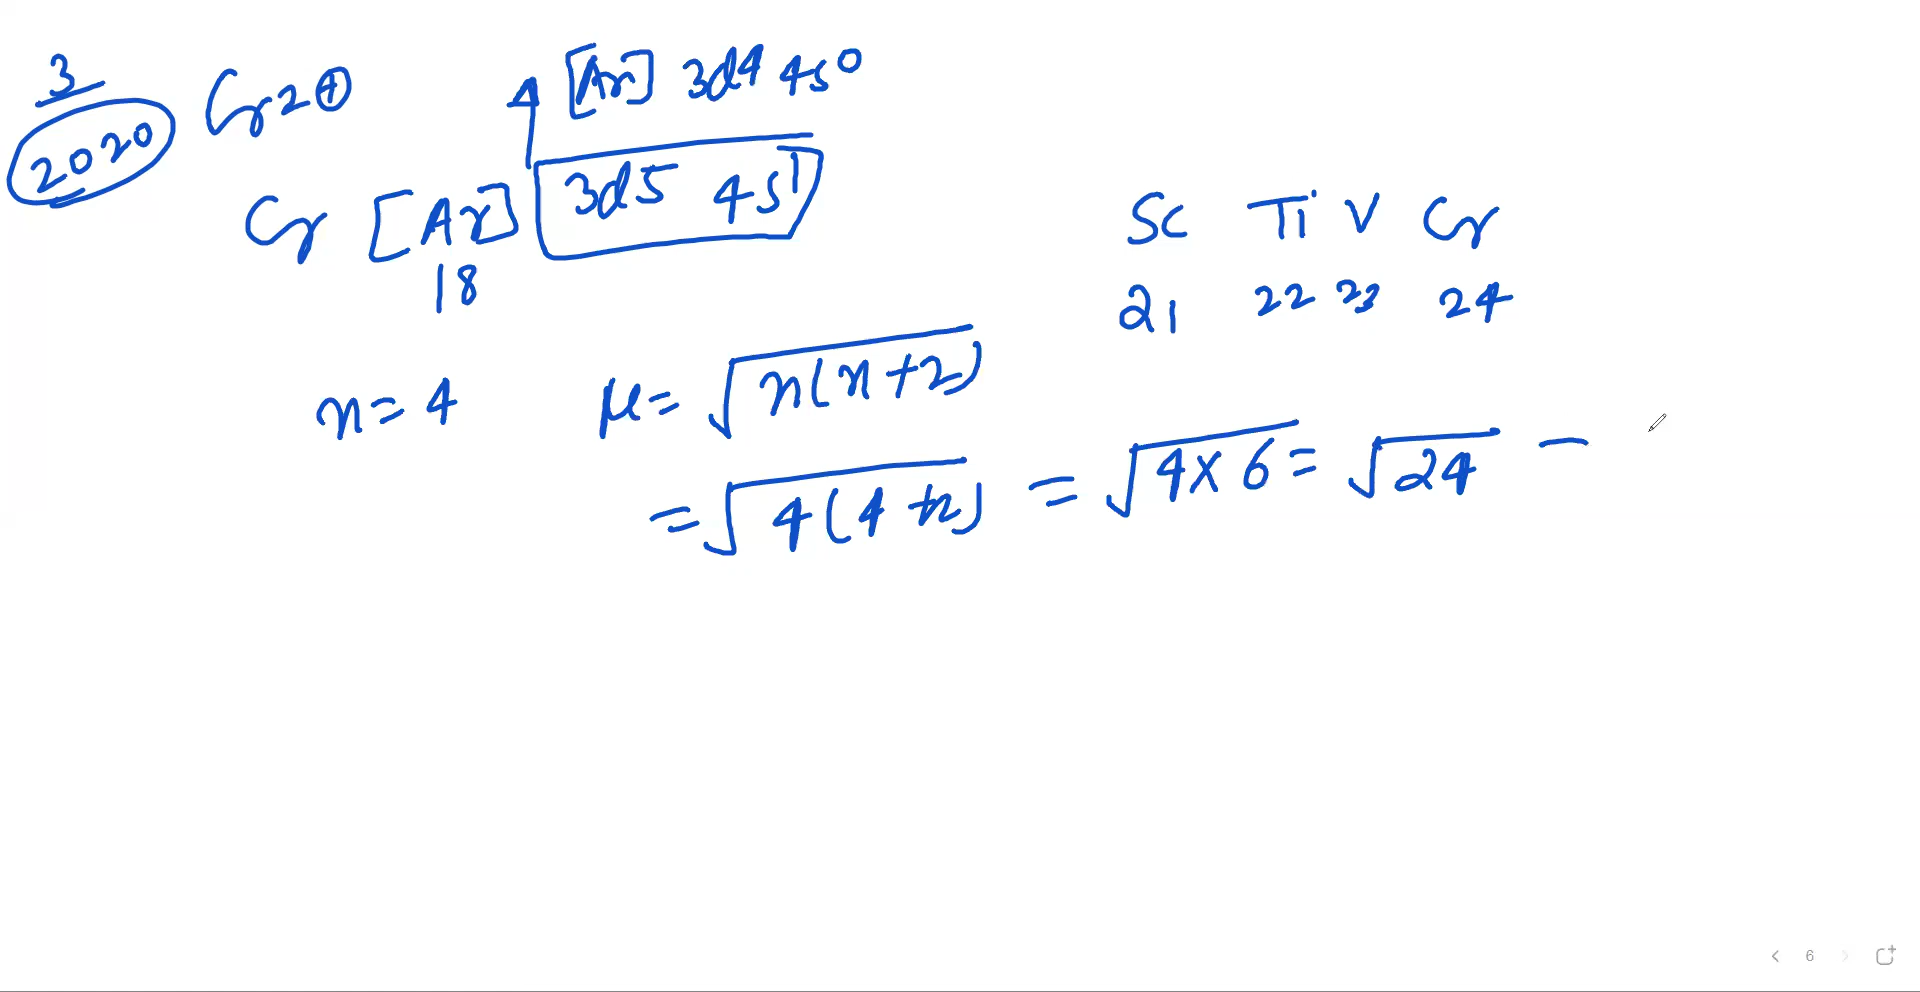 3
2020
Cr2⊕
4 [Ar] 3d4 4s0
Cr [Ar] 3d5 4s1
18
Sc Ti V Cr
21 22 23 24
n = 4 μ = √n(n+2)
= √4(4+2) = √4×6 = √24 —
6